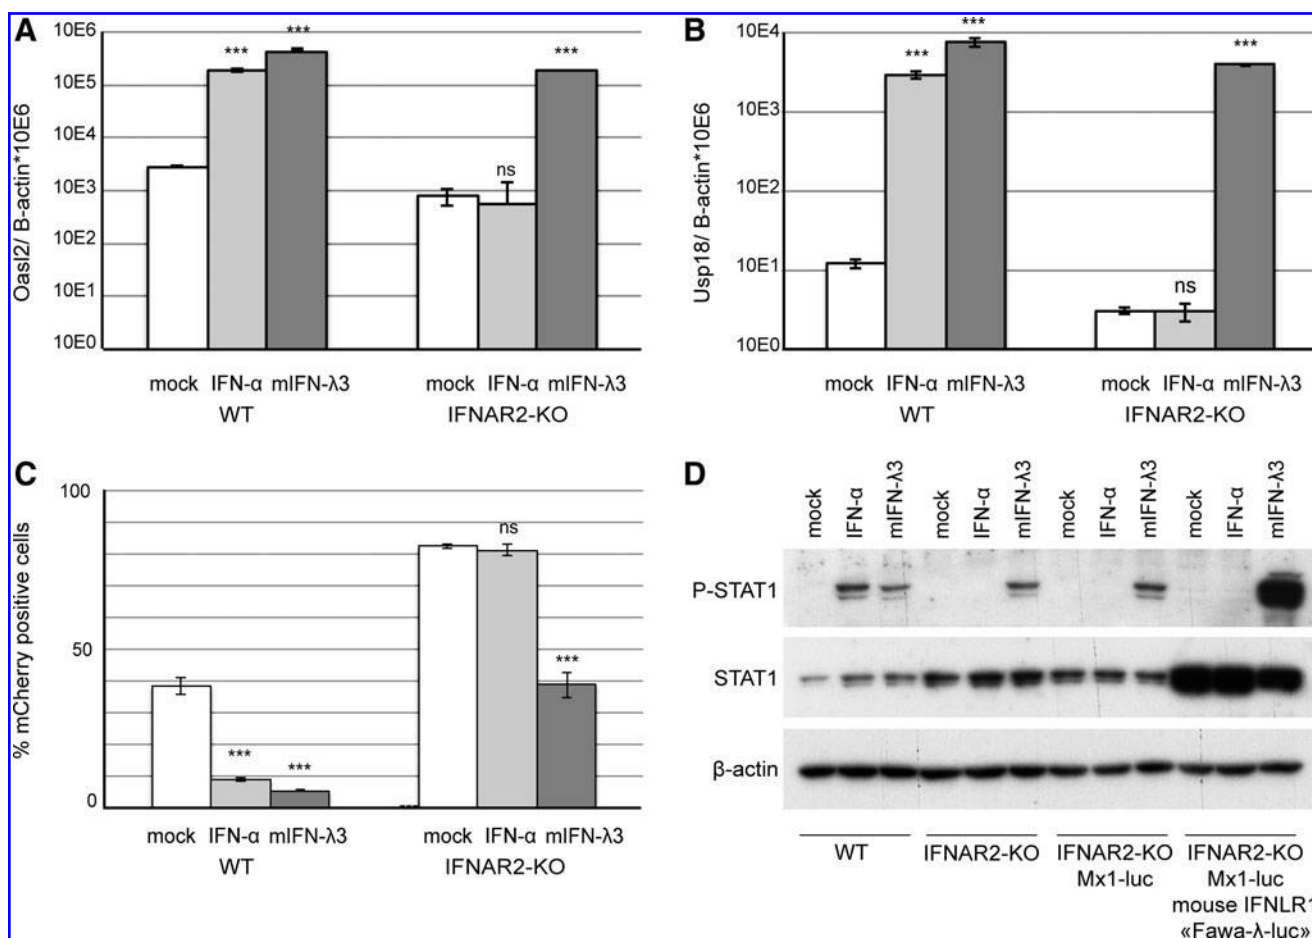 A
Oasl2/ B-actin*10E6
10E6
10E5
10E4
10E3
10E2
10E1
10E0
***
***
ns
***
mock IFN-α mIFN-λ3
WT
mock IFN-α mIFN-λ3
IFNAR2-KO
B
Usp18/ B-actin*10E6
10E4
10E3
10E2
10E1
10E0
***
***
ns
***
mock IFN-α mIFN-λ3
WT
mock IFN-α mIFN-λ3
IFNAR2-KO
C
% mCherry positive cells
100
50
0
***
***
ns
***
mock IFN-α mIFN-λ3
WT
mock IFN-α mIFN-λ3
IFNAR2-KO
D
mock IFN-α mIFN-λ3 mock IFN-α mIFN-λ3 mock IFN-α mIFN-λ3 mock IFN-α mIFN-λ3
P-STAT1
STAT1
β-actin
WT
IFNAR2-KO
IFNAR2-KO
Mx1-luc
IFNAR2-KO
Mx1-luc
mouse IFNLR1
«Fawa-λ-luc»